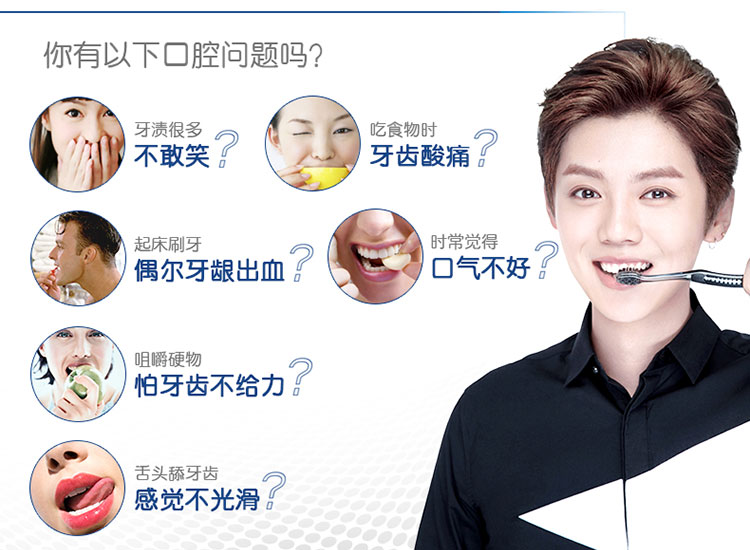 你有以下口腔问题吗?
牙渍很多
不敢笑?
吃食物时
牙齿酸痛?
起床刷牙
偶尔牙龈出血?
时常觉得
口气不好?
咀嚼硬物
怕牙齿不给力?
舌头舔牙齿
感觉不光滑?